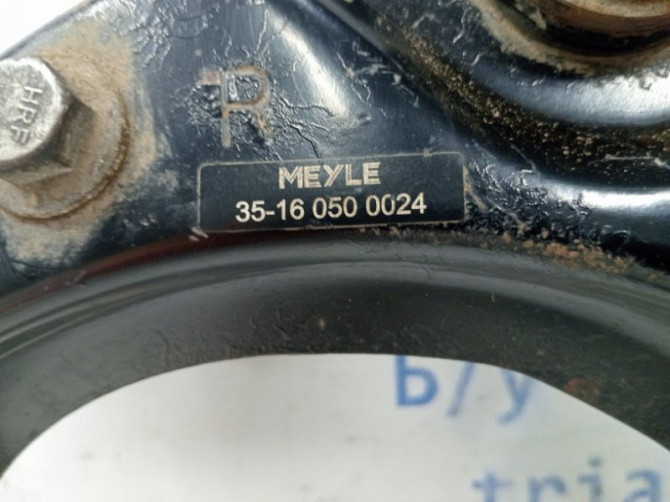 HRF
R
MEYLE
35-16 050 0024
Б/у
tria